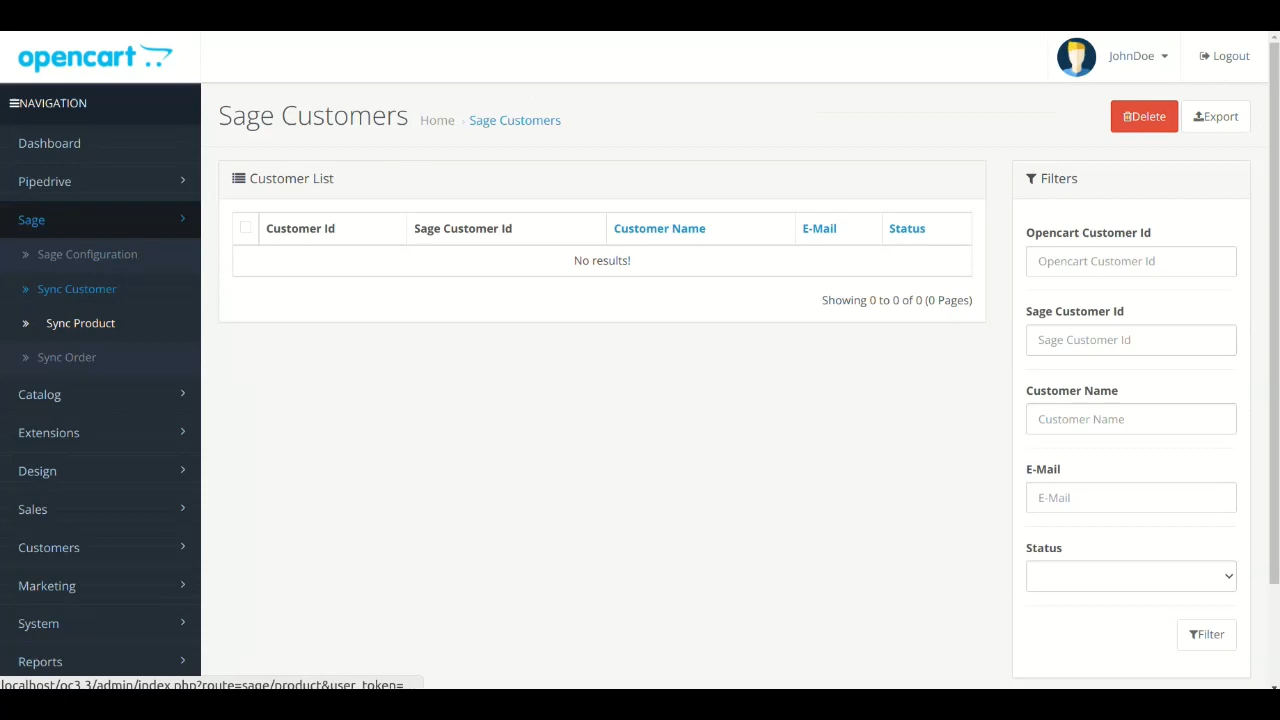 opencart
JohnDoe
Logout
NAVIGATION
Dashboard
Pipedrive
Sage
Sage Configuration
Sync Customer
Sync Product
Sync Order
Catalog
Extensions
Design
Sales
Customers
Marketing
System
Reports
Sage Customers
Home
Sage Customers
Delete
Export
Customer List
Customer Id Sage Customer Id Customer Name E-Mail Status
No results!
Showing 0 to 0 of 0 (0 Pages)
Filters
Opencart Customer Id
Opencart Customer Id
Sage Customer Id
Sage Customer Id
Customer Name
Customer Name
E-Mail
E-Mail
Status
Filter
localhost/oc3.3/admin/index.php?route=sage/product&user_token=...